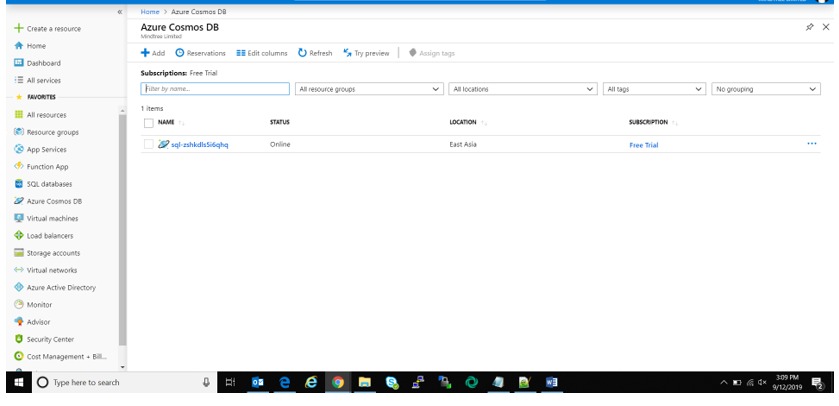 Home > Azure Cosmos DB
Azure Cosmos DB
Mindtree Limited
Add Reservations Edit columns Refresh Try preview Assign tags
Subscriptions: Free Trial
Filter by name... All resource groups All locations All tags No grouping
1 items
NAME STATUS LOCATION SUBSCRIPTION
sql-zshkdls5i6qhq Online East Asia Free Trial
Create a resource
Home
Dashboard
All services
FAVORITES
All resources
Resource groups
App Services
Function App
SQL databases
Azure Cosmos DB
Virtual machines
Load balancers
Storage accounts
Virtual networks
Azure Active Directory
Monitor
Advisor
Security Center
Cost Management + Bill...
Type here to search
3:09 PM
9/12/2019